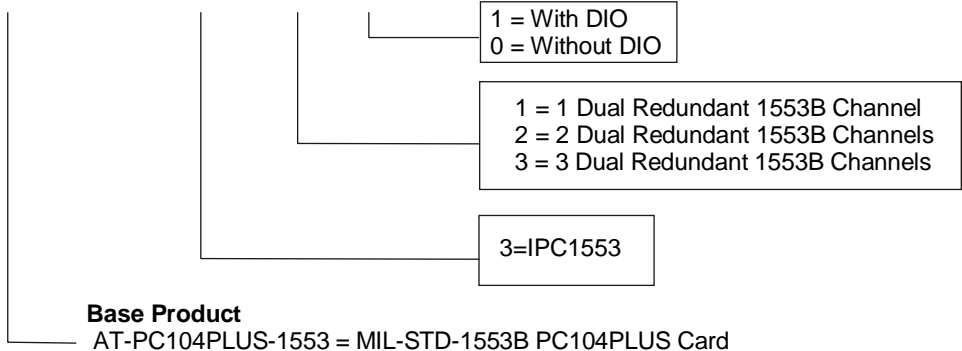 1 = With DIO
0 = Without DIO
1 = 1 Dual Redundant 1553B Channel
2 = 2 Dual Redundant 1553B Channels
3 = 3 Dual Redundant 1553B Channels
3=IPC1553
Base Product
AT-PC104PLUS-1553 = MIL-STD-1553B PC104PLUS Card